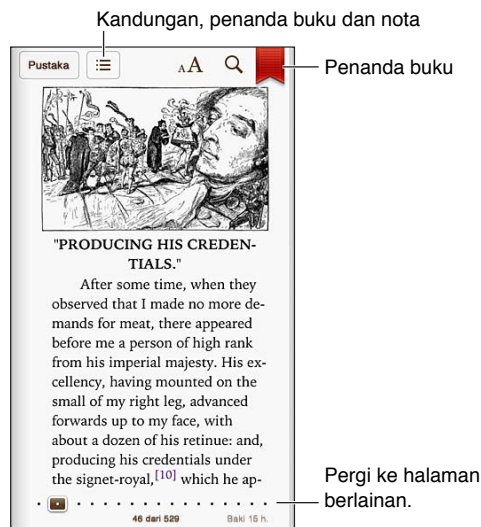 Kandungan, penanda buku dan nota
Pustaka
AA
Penanda buku
"PRODUCING HIS CREDEN-
TIALS."
After some time, when they
observed that I made no more de-
mands for meat, there appeared
before me a person of high rank
from his imperial majesty. His ex-
cellency, having mounted on the
small of my right leg, advanced
forwards up to my face, with
about a dozen of his retinue: and,
producing his credentials under
the signet-royal,[10] which he ap-
Pergi ke halaman
berlainan.
46 dari 529
Baki 15 h.